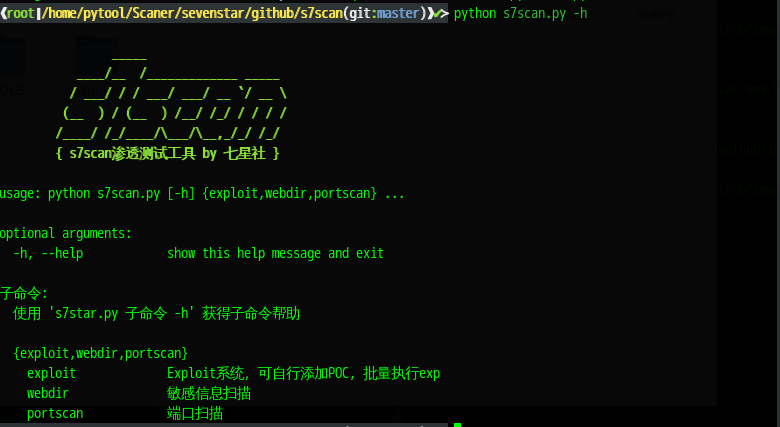 root /home/pytool/Scaner/sevenstar/github/s7scan(git:master) > python s7scan.py -h
s7scan
{ s7scan渗透测试工具 by 七星社 }
usage: python s7scan.py [-h] {exploit,webdir,portscan} ...
optional arguments:
-h, --help show this help message and exit
子命令:
使用 's7star.py 子命令 -h' 获得子命令帮助
{exploit,webdir,portscan}
exploit Exploit系统, 可自行添加POC, 批量执行exp
webdir 敏感信息扫描
portscan 端口扫描